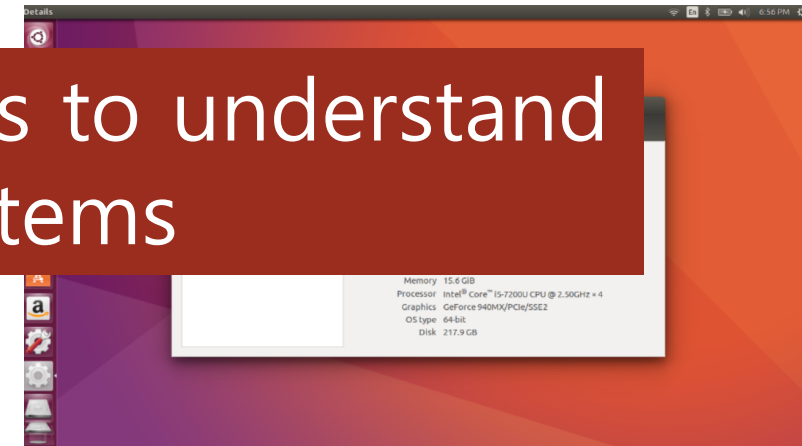 Details
En
6:56 PM
s to understand
tems
Memory 15.6 GiB
Processor Intel® Core™ i5-7200U CPU @ 2.50GHz × 4
Graphics GeForce 940MX/PCIe/SSE2
OS type 64-bit
Disk 217.9 GB
a